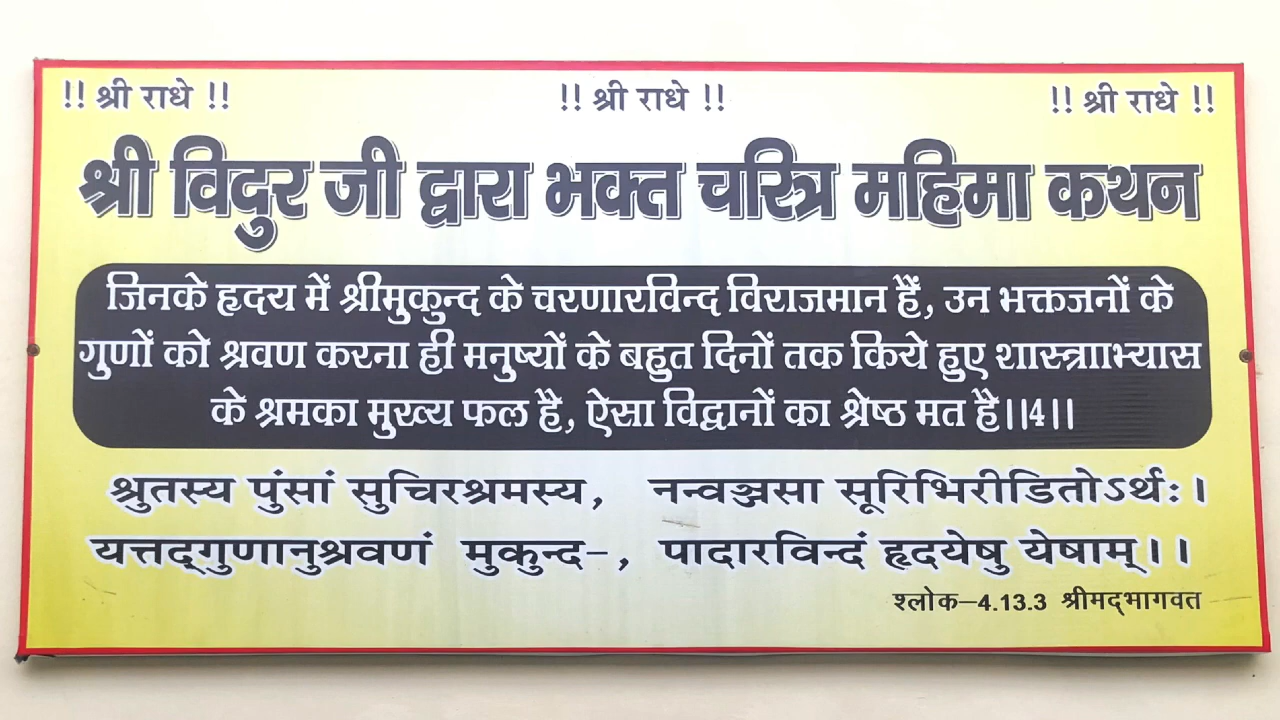 !! श्री राधे !! !! श्री राधे !! !! श्री राधे !!
श्री विदुर जी द्वारा भक्त चरित्र महिमा कथन
जिनके हृदय में श्रीमुकुन्द के चरणारविन्द विराजमान हैं, उन भक्तजनों के
गुणों को श्रवण करना ही मनुष्यों के बहुत दिनों तक किये हुए शास्त्रााभ्यास
के श्रमका मुख्य फल है, ऐसा विद्वानों का श्रेष्ठ मत है।।4।।
श्रुतस्य पुंसां सुचिरश्रमस्य, नन्वञ्जसा सूरिभिरीडितोऽर्थः।
यत्तद्‌गुणानुश्रवणं मुकुन्द-, पादारविन्दं हृदयेषु येषाम्।।
श्लोक–4.13.3 श्रीमद्‌भागवत